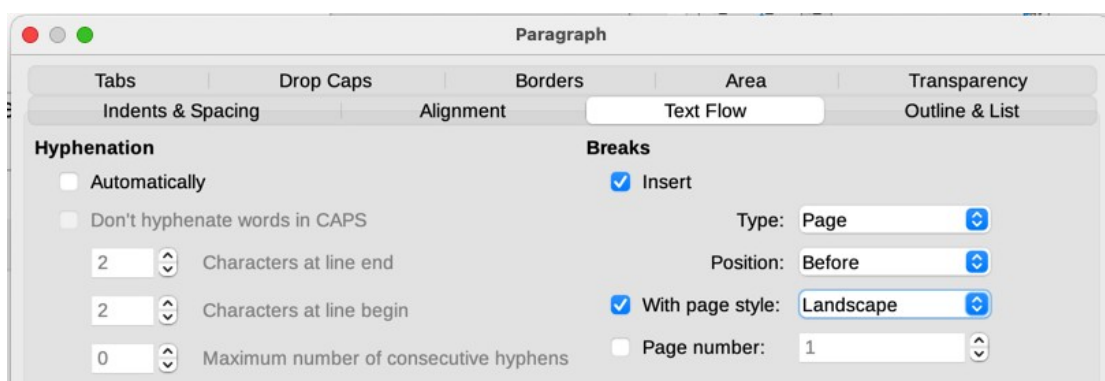 Paragraph
Tabs Drop Caps Borders Area Transparency
Indents & Spacing Alignment Text Flow Outline & List
Hyphenation
Automatically
Don't hyphenate words in CAPS
2 Characters at line end
2 Characters at line begin
0 Maximum number of consecutive hyphens
Breaks
Insert
Type: Page
Position: Before
With page style: Landscape
Page number: 1